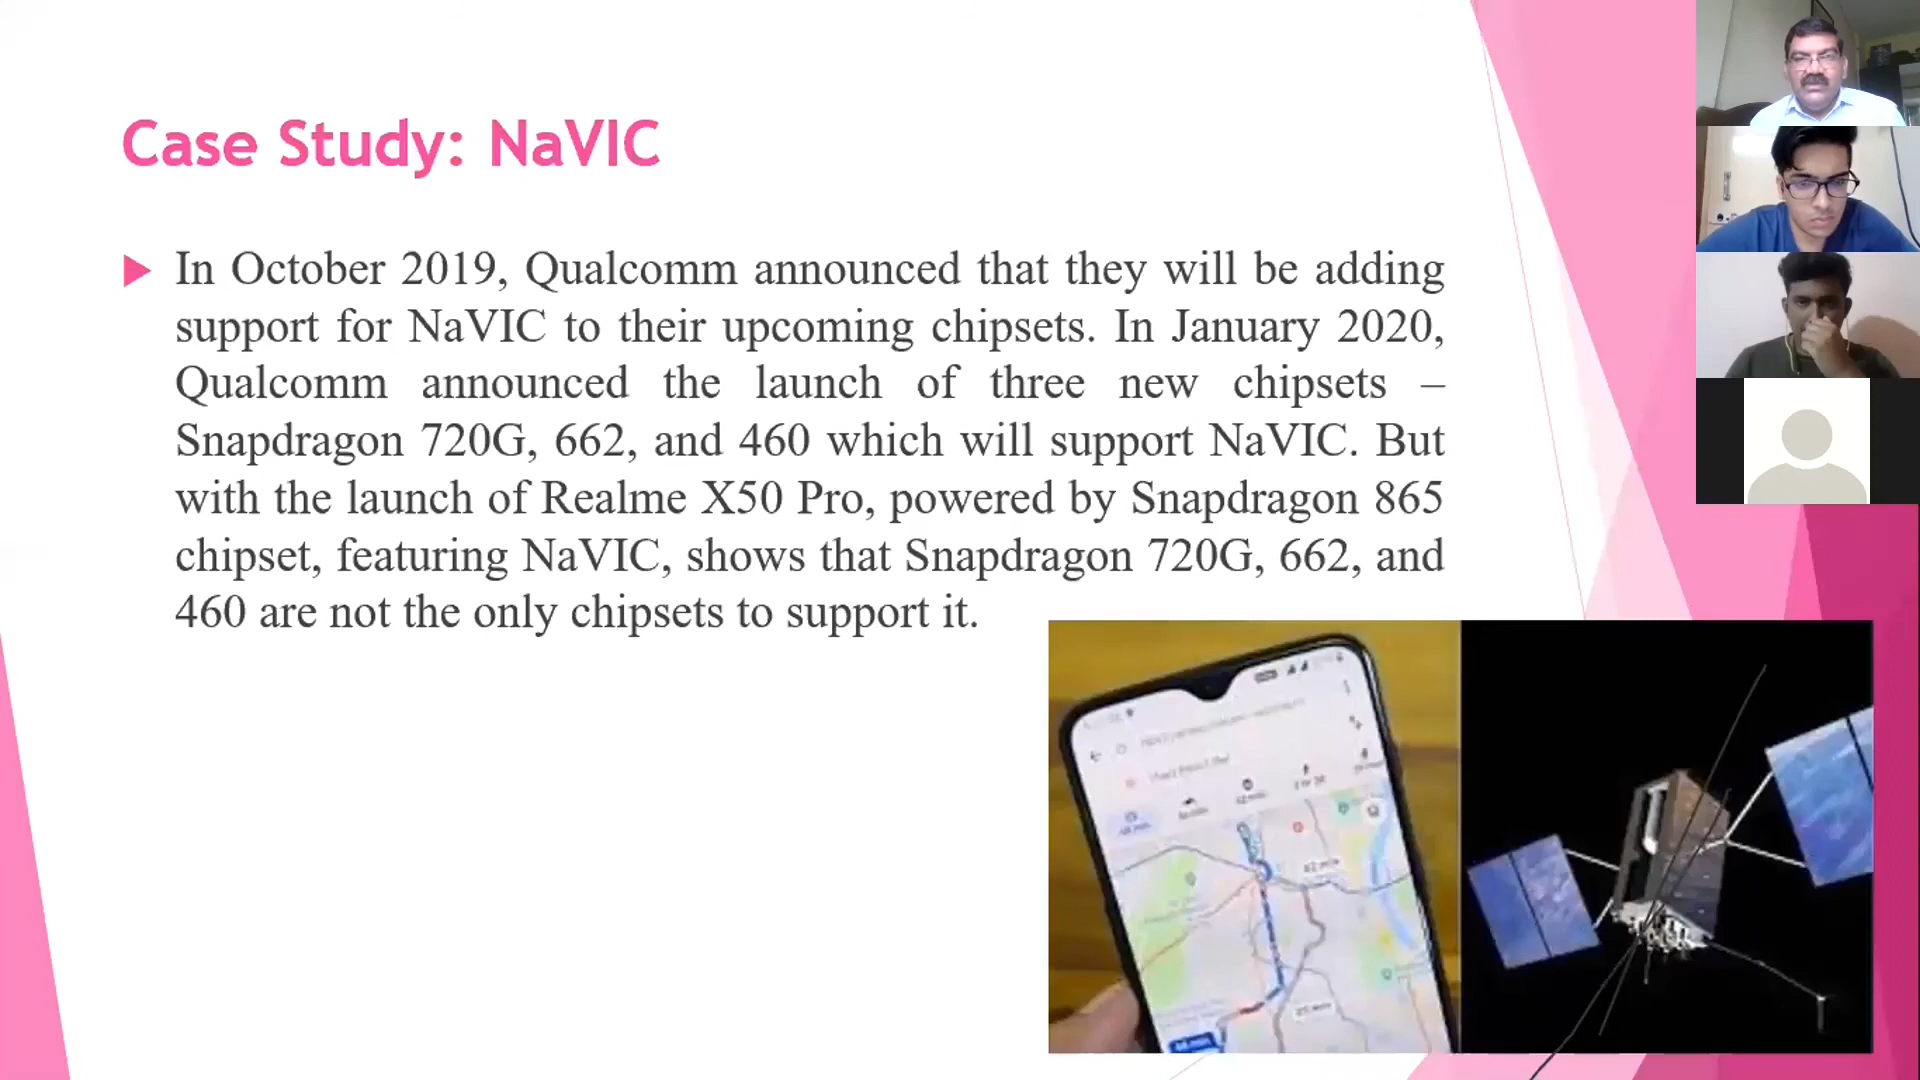 Case Study: NaVIC
In October 2019, Qualcomm announced that they will be adding
support for NaVIC to their upcoming chipsets. In January 2020,
Qualcomm announced the launch of three new chipsets –
Snapdragon 720G, 662, and 460 which will support NaVIC. But
with the launch of Realme X50 Pro, powered by Snapdragon 865
chipset, featuring NaVIC, shows that Snapdragon 720G, 662, and
460 are not the only chipsets to support it.